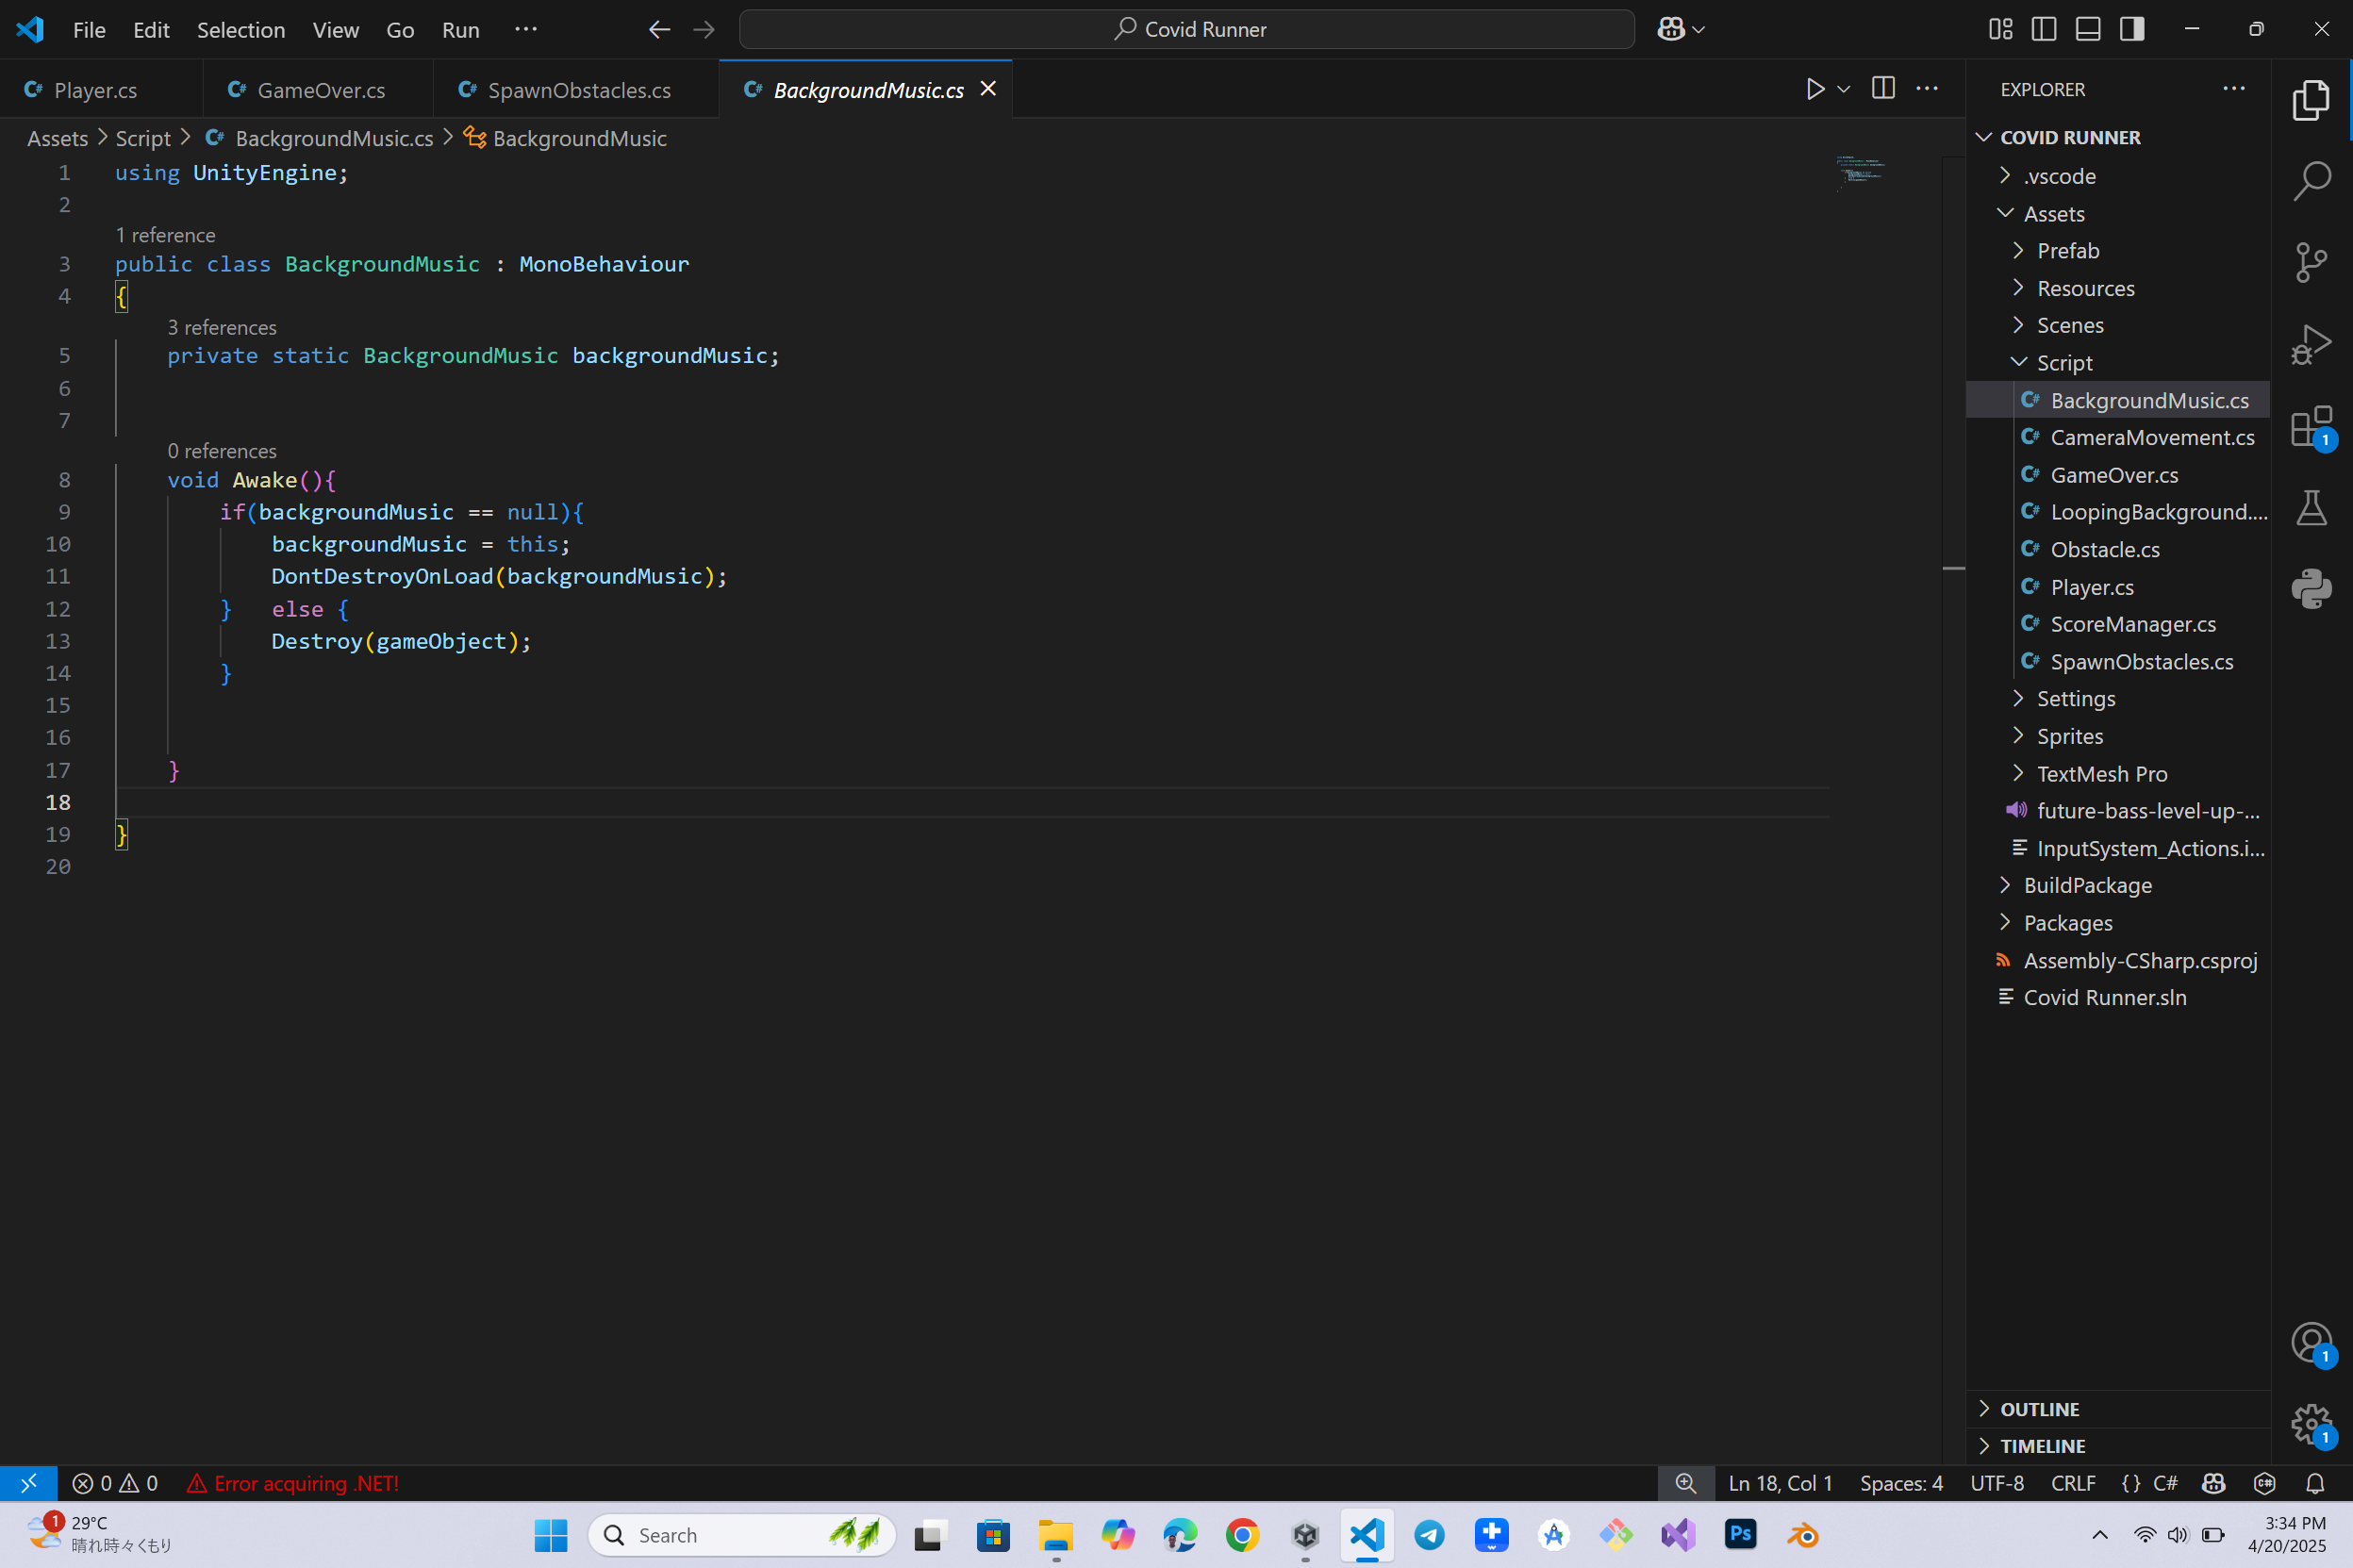 File Edit Selection View Go Run ··· Covid Runner
Player.cs GameOver.cs SpawnObstacles.cs BackgroundMusic.cs
Assets > Script > BackgroundMusic.cs > BackgroundMusic
1 using UnityEngine;
2
1 reference
3 public class BackgroundMusic : MonoBehaviour
4 {
3 references
5 private static BackgroundMusic backgroundMusic;
6
7
0 references
8 void Awake(){
9 if(backgroundMusic == null){
10 backgroundMusic = this;
11 DontDestroyOnLoad(backgroundMusic);
12 } else {
13 Destroy(gameObject);
14 }
15
16
17 }
18
19 }
20
EXPLORER ···
COVID RUNNER
.vscode
Assets
Prefab
Resources
Scenes
Script
BackgroundMusic.cs
CameraMovement.cs
GameOver.cs
LoopingBackground....
Obstacle.cs
Player.cs
ScoreManager.cs
SpawnObstacles.cs
Settings
Sprites
TextMesh Pro
future-bass-level-up-...
InputSystem_Actions.i...
BuildPackage
Packages
Assembly-CSharp.csproj
Covid Runner.sln
OUTLINE
TIMELINE
1
1
1
0 0 Error acquiring .NET! Ln 18, Col 1 Spaces: 4 UTF-8 CRLF {} C#
1 29°C
晴れ時々くもり
Search
Ps
3:34 PM
4/20/2025